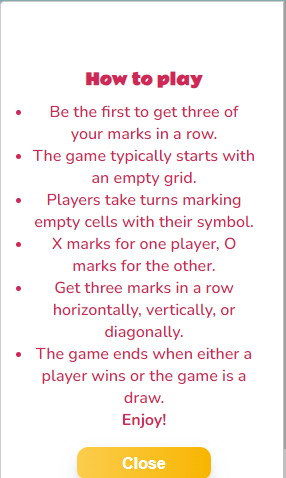 How to play
• Be the first to get three of
your marks in a row.
• The game typically starts with
an empty grid.
• Players take turns marking
empty cells with their symbol.
• X marks for one player, O
marks for the other.
• Get three marks in a row
horizontally, vertically, or
diagonally.
• The game ends when either a
player wins or the game is a
draw.
Enjoy!
Close